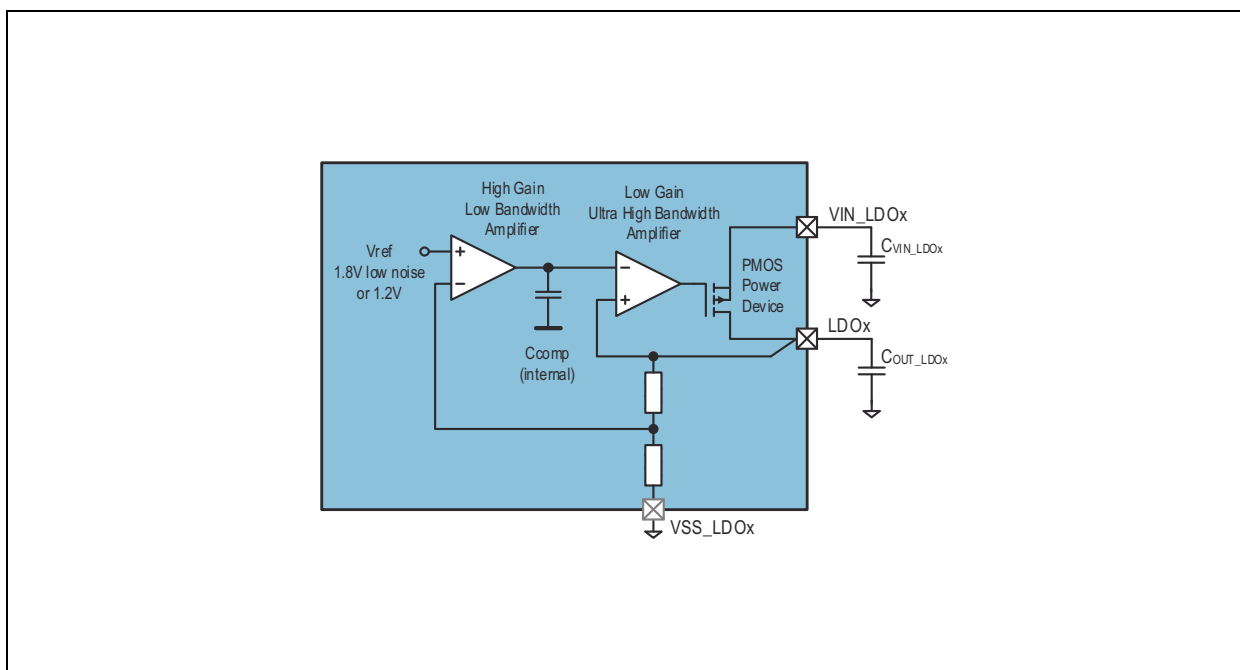 High Gain
Low Bandwidth
Amplifier
Low Gain
Ultra High Bandwidth
Amplifier
VIN_LDOx
CVIN_LDOx
Vref
1.8V low noise
or 1.2V
+
−
−
+
PMOS
Power
Device
LDOx
COUT_LDOx
Ccomp
(internal)
VSS_LDOx